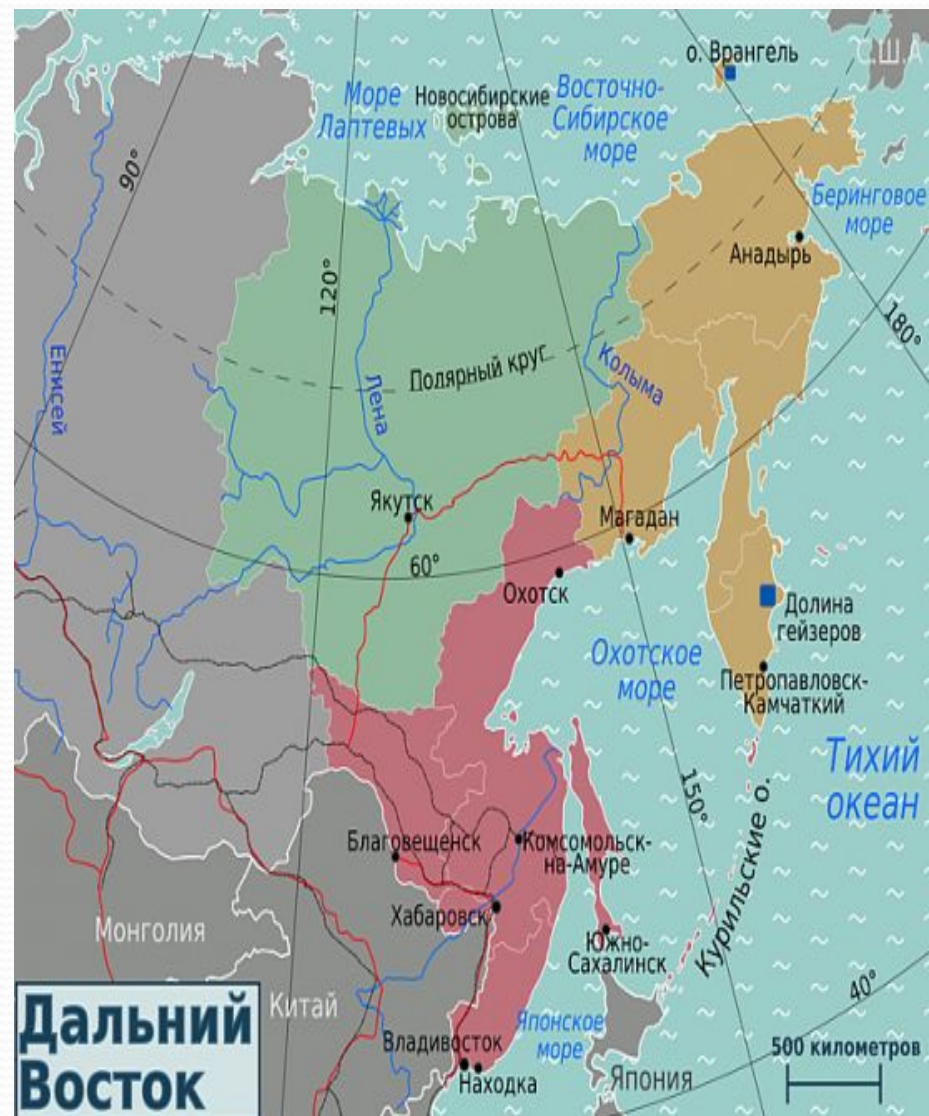 о. Врангель
С.Ш.А
Море
Лаптевых
Новосибирские
острова
Восточно-
Сибирское
море
90°
Берингово­е
море
Анадырь
120°
180°
Енисей
Полярный круг
Лена
Колыма
Якутск
Магадан
60°
Охотск
Долина
гейзеров
Охотское
море
Петропавловск-
Камчаткий
Тихий
океан
150°
Благовещенск
Комсомольск-
на-Амуре
Хабаровск
Монголия
Южно-
Сахалинск
Курильские о.
40°
Китай
Японское
море
Владивосток
Находка
500 километров
Япония
Дальний
Восток